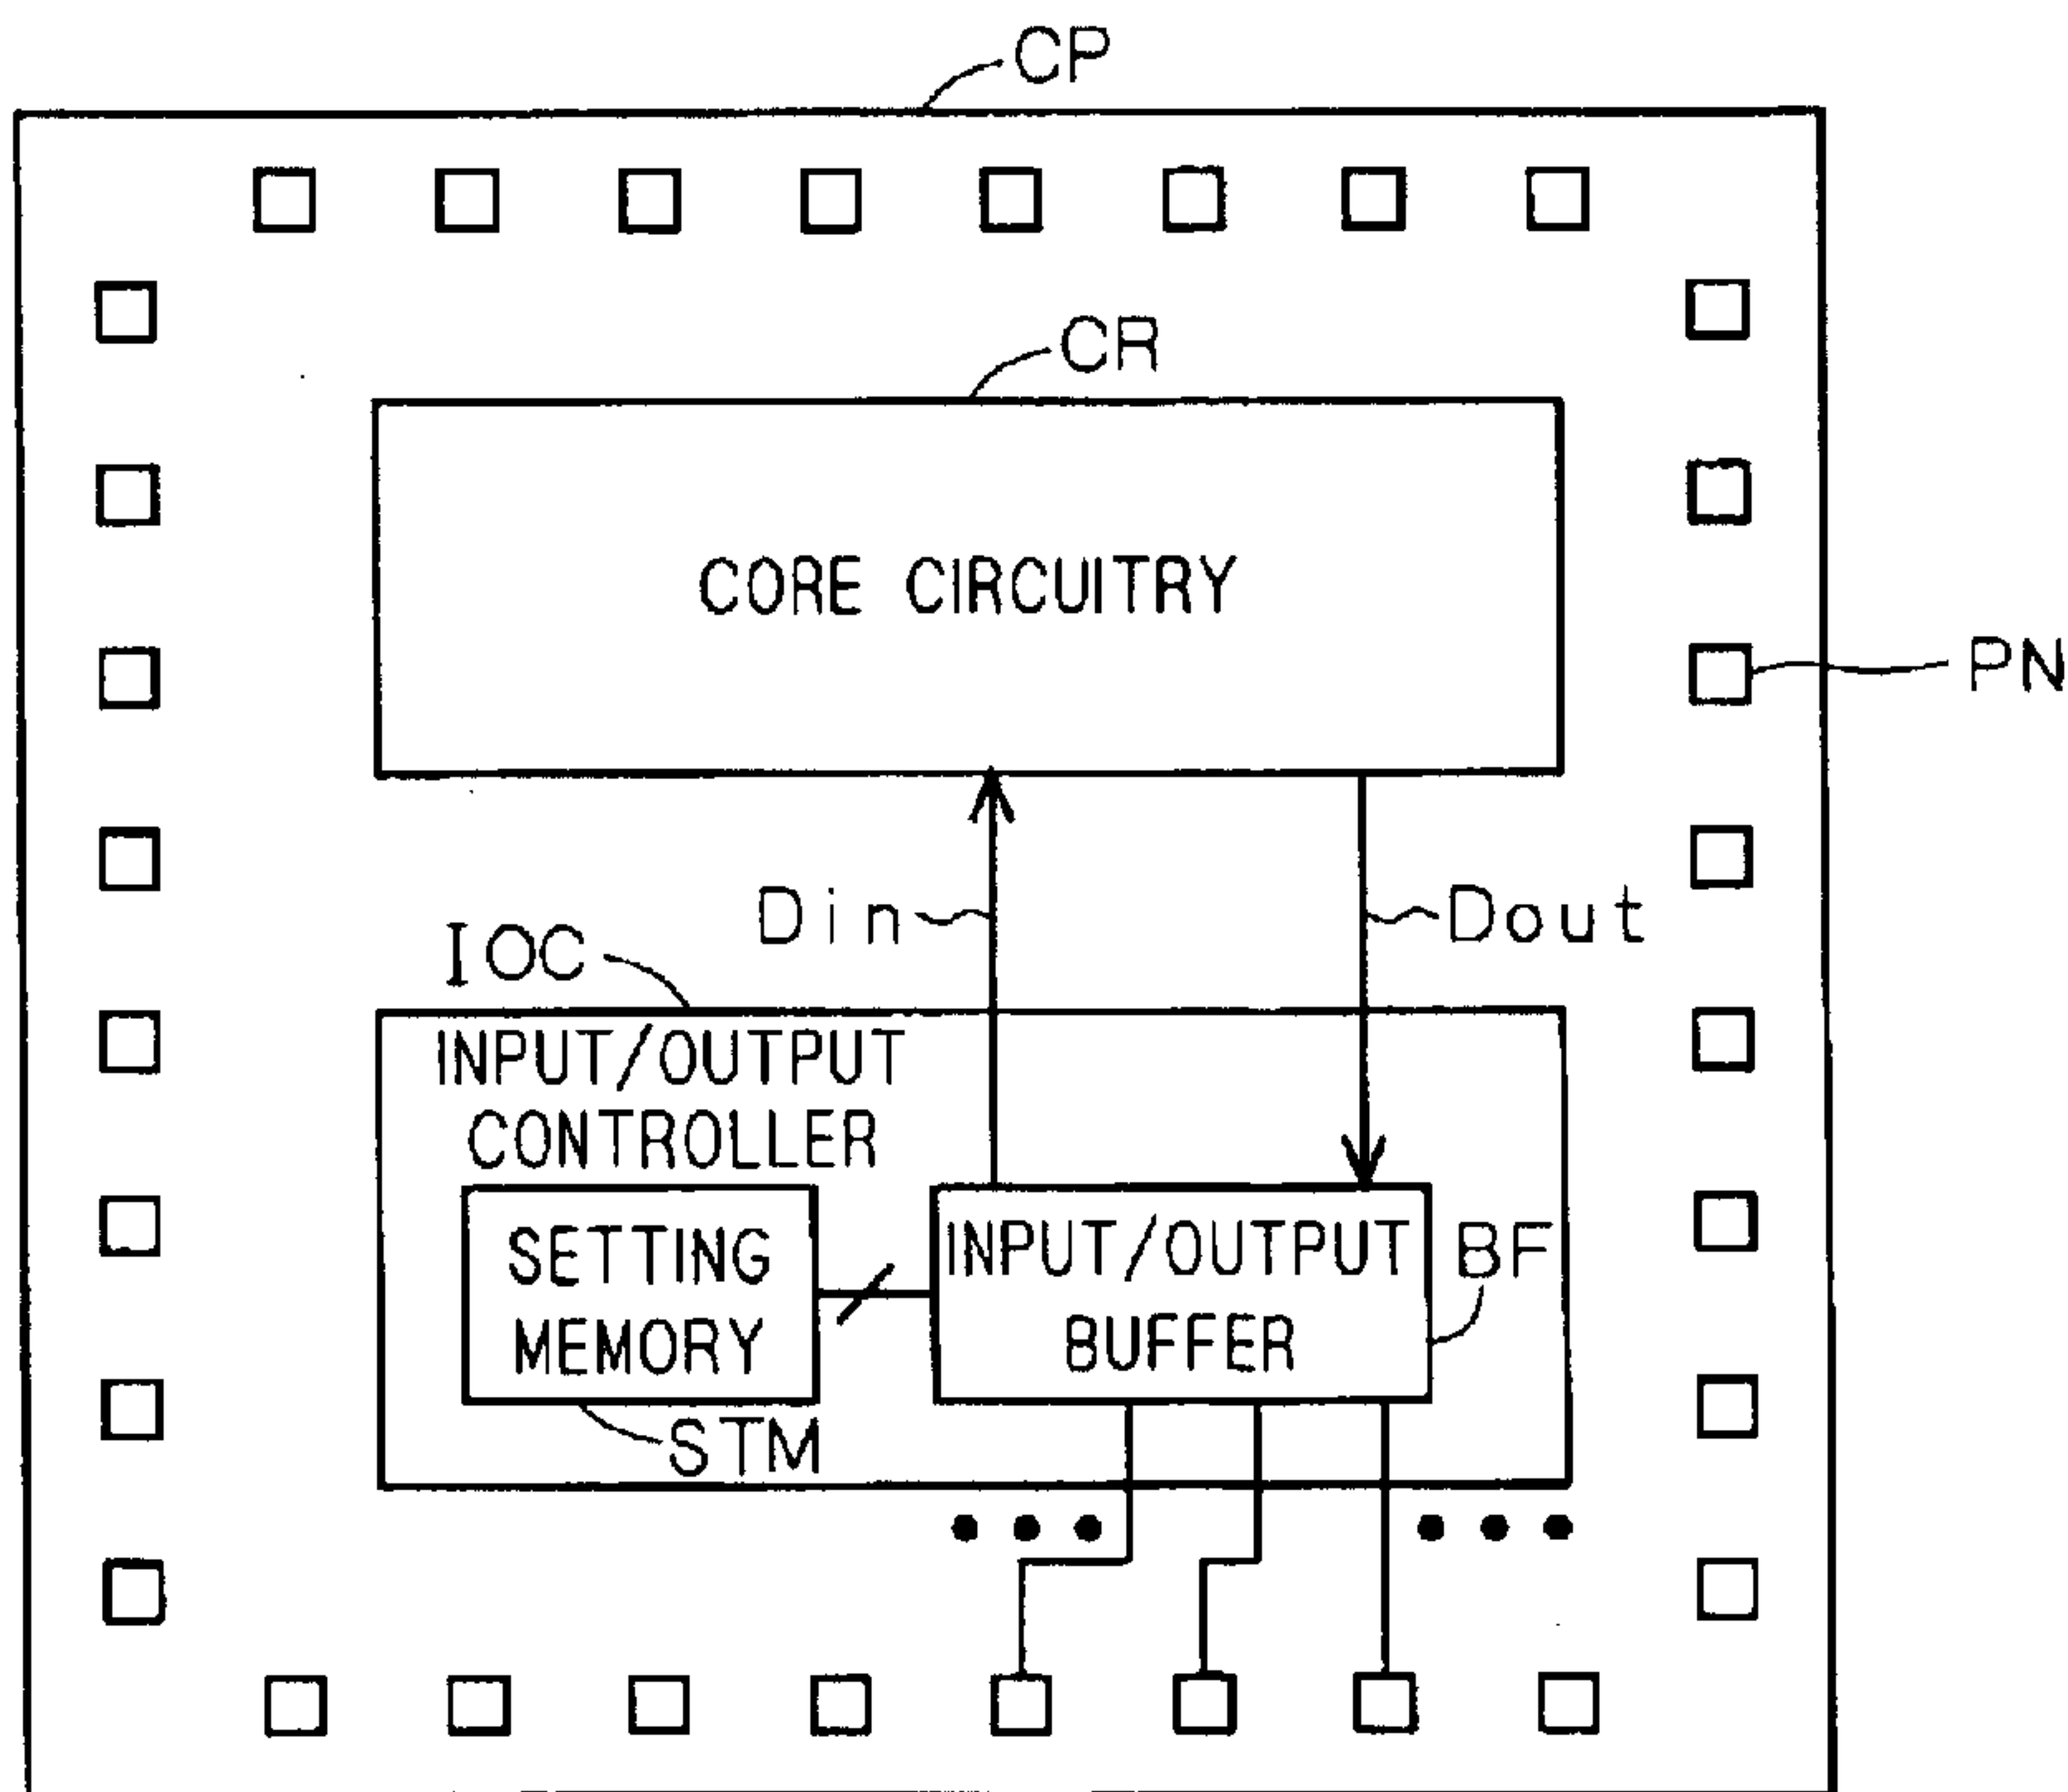 CP
CR
CORE CIRCUITRY
PN
Din
Dout
IOC
INPUT/OUTPUT
CONTROLLER
SETTING
MEMORY
INPUT/OUTPUT
BUFFER
BF
STM